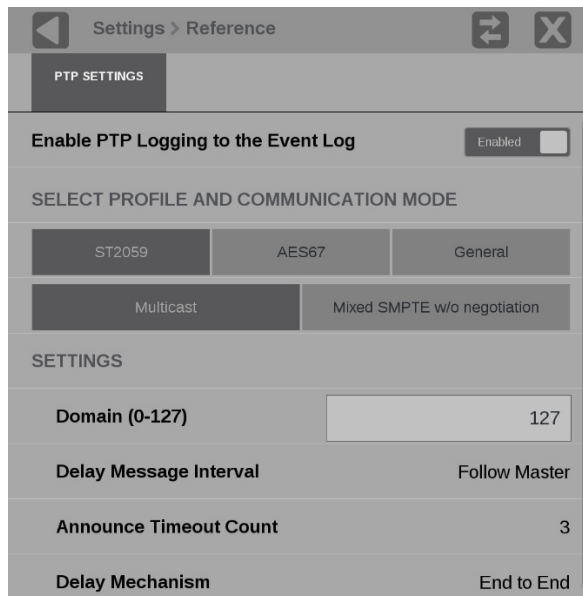 Settings > Reference
PTP SETTINGS
Enable PTP Logging to the Event Log
Enabled
SELECT PROFILE AND COMMUNICATION MODE
ST2059 AES67 General
Multicast Mixed SMPTE w/o negotiation
SETTINGS
Domain (0-127) 127
Delay Message Interval Follow Master
Announce Timeout Count 3
Delay Mechanism End to End